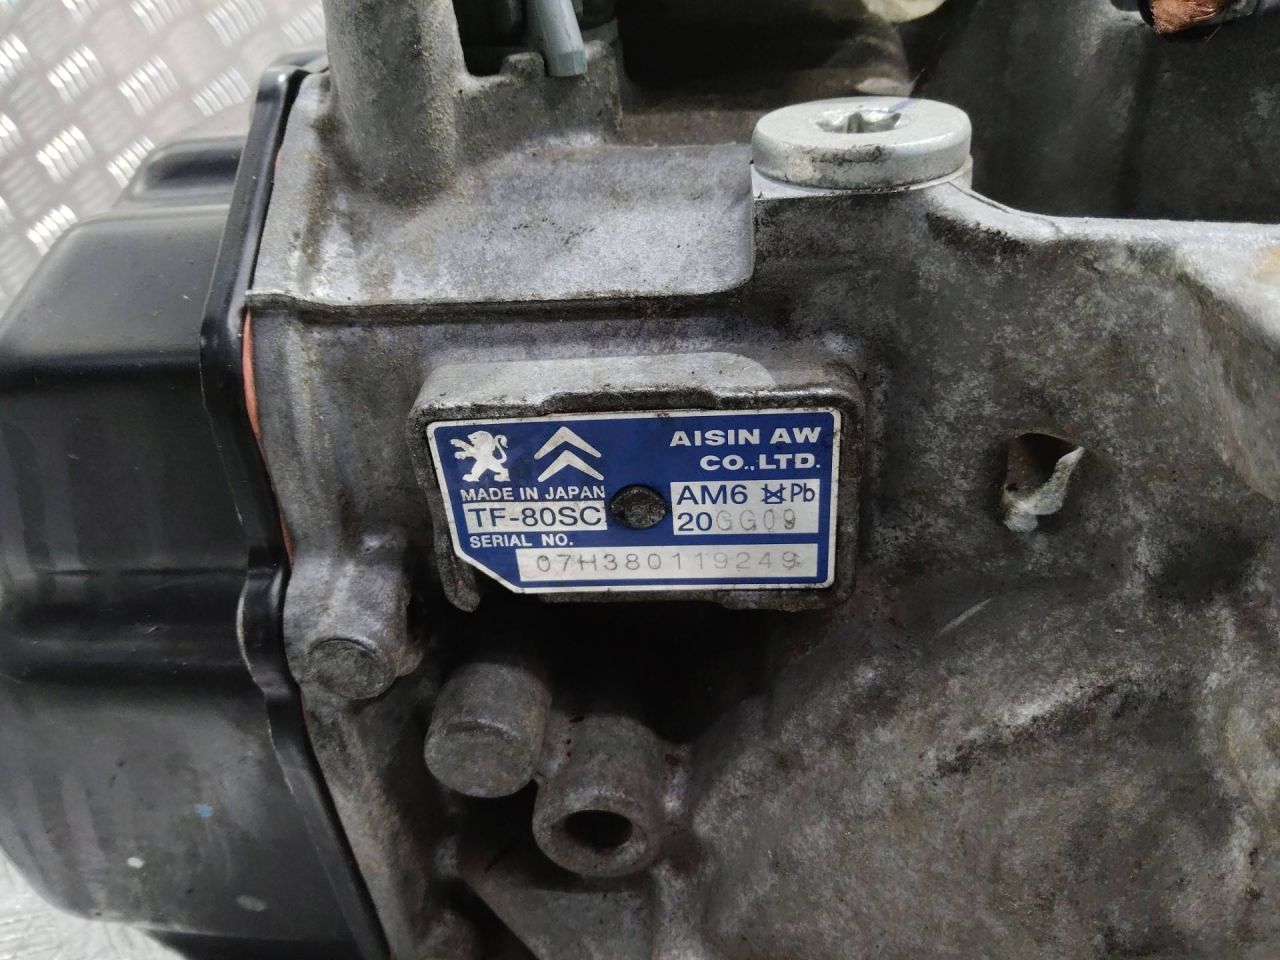 AISIN AW
CO.,LTD.
MADE IN JAPAN
TF-80SC
AM6 Pb
20GG09
SERIAL NO.
07H380119249